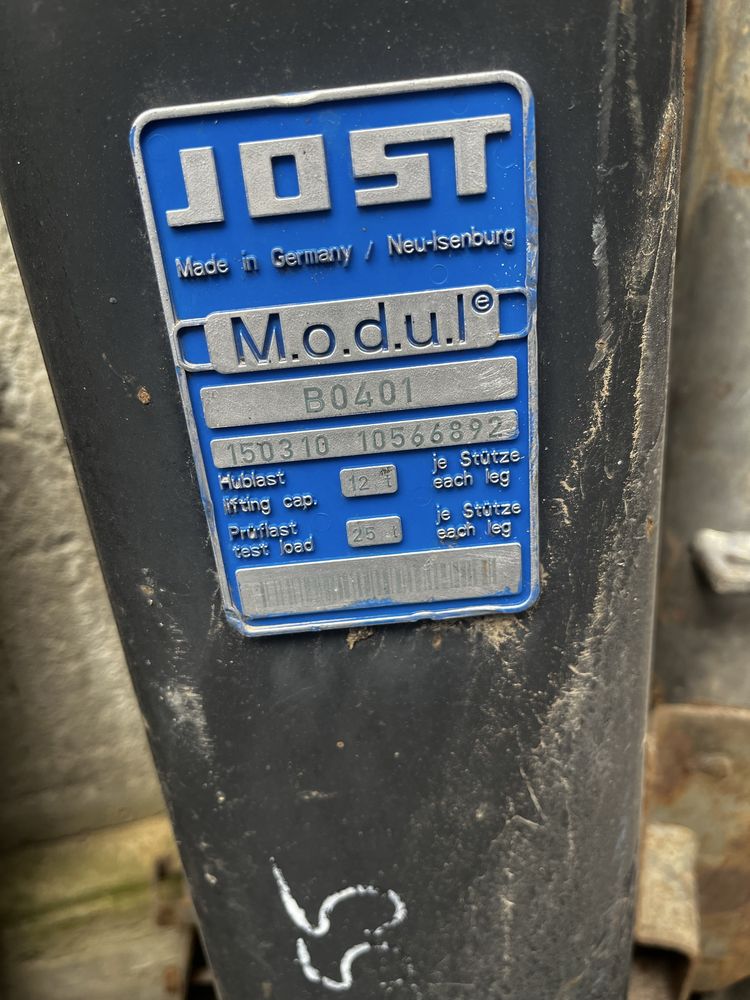 JOST
Made in Germany / Neu-Isenburg
M.o.d.u.l e
B0401
150310 10566892
Hublast 12 t je Stütze
lifting cap. each leg
Prüflast 25 t je Stütze
test load each leg